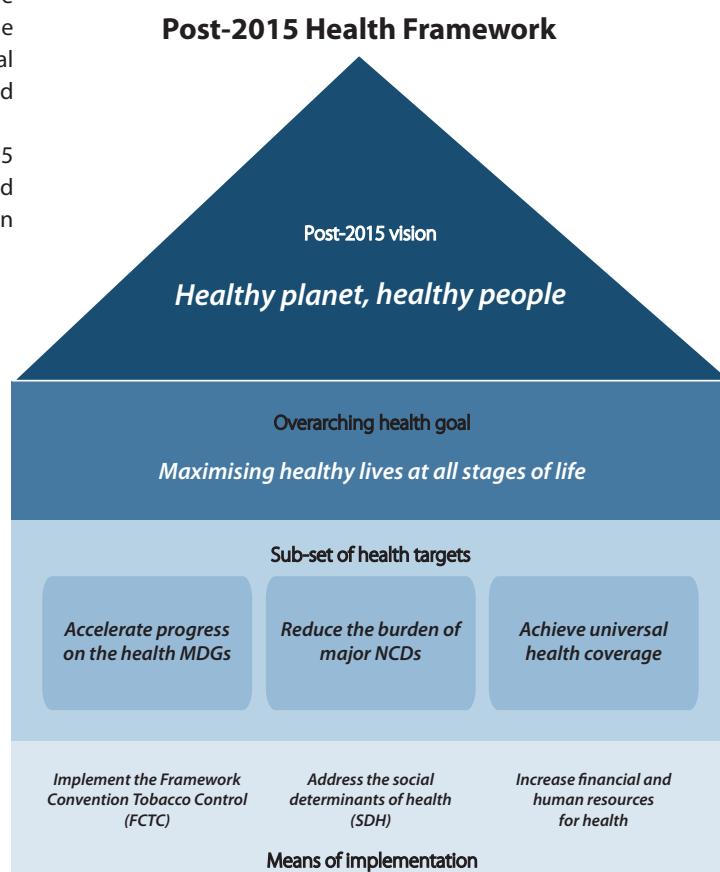 e
Post-2015 Health Framework
e
al
d
5
d
n
Post-2015 vision
Healthy planet, healthy people
Overarching health goal
Maximising healthy lives at all stages of life
Sub-set of health targets
Accelerate progress
on the health MDGs
Reduce the burden of
major NCDs
Achieve universal
health coverage
Implement the Framework
Convention Tobacco Control
(FCTC)
Address the social
determinants of health
(SDH)
Increase financial and
human resources
for health
Means of implementation